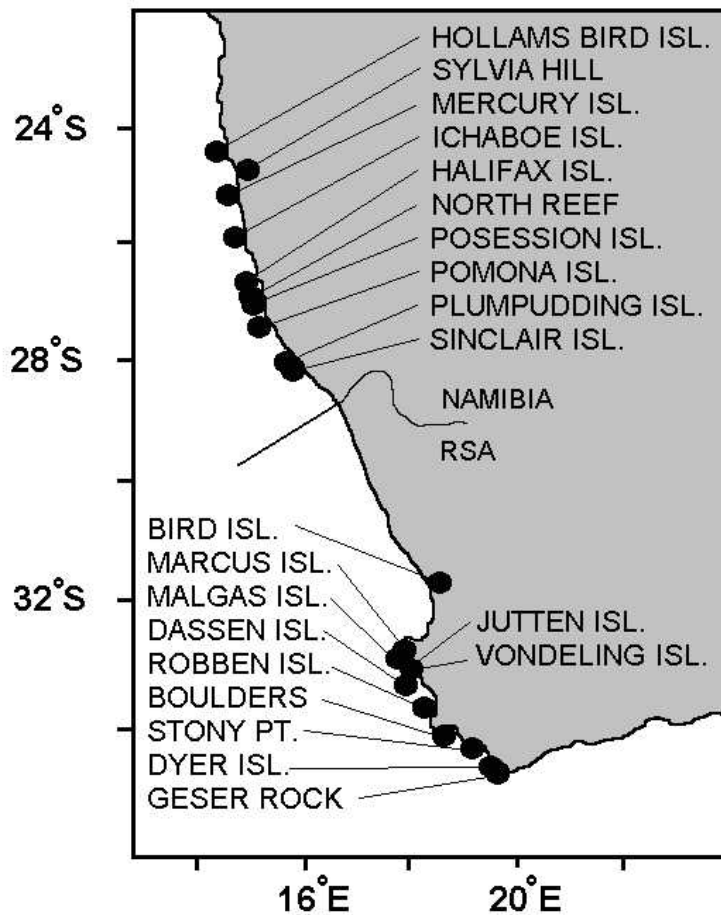 HOLLAMS BIRD ISL.
SYLVIA HILL
MERCURY ISL.
ICHABOE ISL.
HALIFAX ISL.
NORTH REEF
POSESSION ISL.
POMONA ISL.
PLUMPUDDING ISL.
SINCLAIR ISL.
24°S
28°S
NAMIBIA
RSA
BIRD ISL.
MARCUS ISL.
MALGAS ISL.
DASSEN ISL.
ROBBEN ISL.
BOULDERS
STONY PT.
DYER ISL.
GESER ROCK
JUTTEN ISL.
VONDELING ISL.
32°S
16°E
20°E